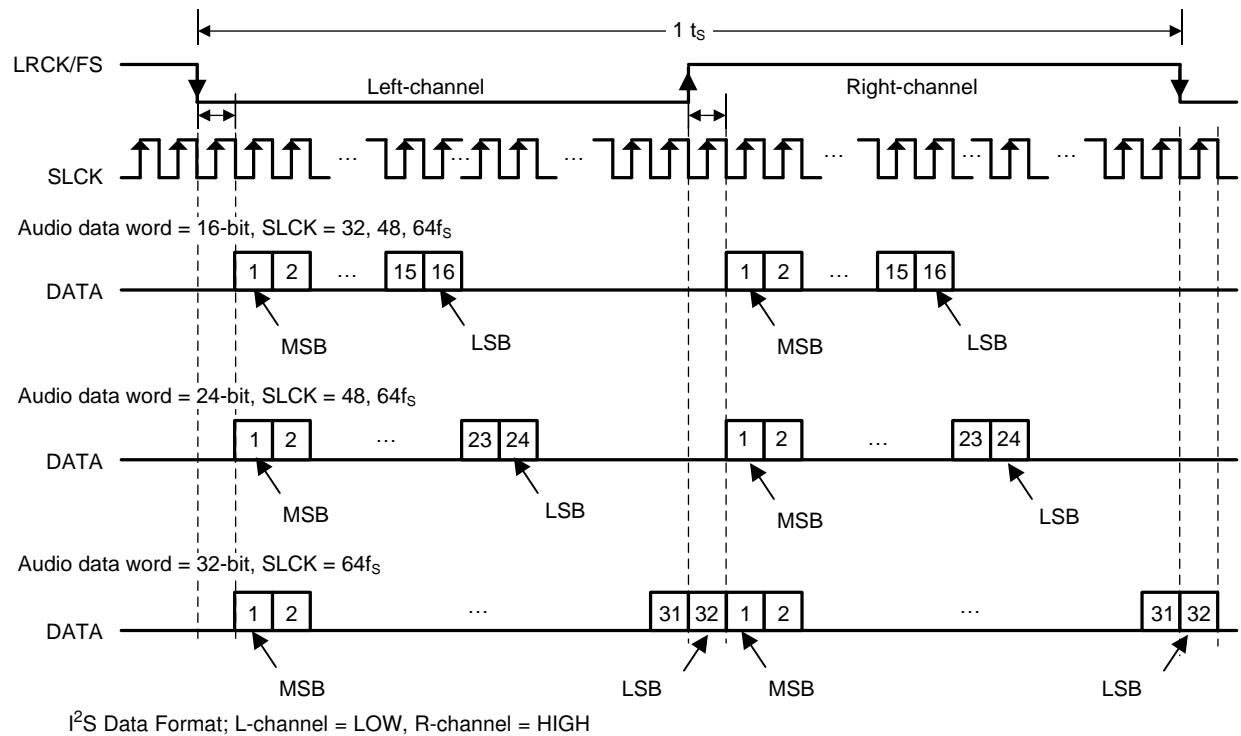 1 tS
LRCK/FS
Left-channel
Right-channel
... ... ... ... ... ...
SLCK
Audio data word = 16-bit, SLCK = 32, 48, 64fS
1 2 ... 15 16 1 2 ... 15 16
DATA
MSB LSB MSB LSB
Audio data word = 24-bit, SLCK = 48, 64fS
1 2 ... 23 24 1 2 ... 23 24
DATA
MSB LSB MSB LSB
Audio data word = 32-bit, SLCK = 64fS
1 2 ... 31 32 1 2 ... 31 32
DATA
MSB LSB MSB LSB
I2S Data Format; L-channel = LOW, R-channel = HIGH